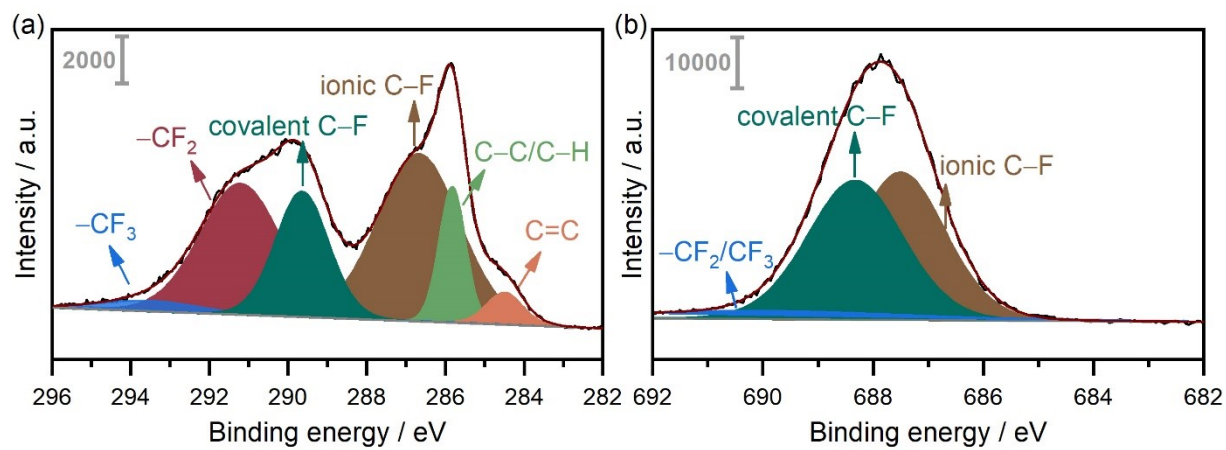 (a)
2000
ionic C–F
covalent C–F
–CF2
C–C/C–H
–CF3
C=C
Intensity / a.u.
296 294 292 290 288 286 284 282
Binding energy / eV
(b)
10000
covalent C–F
ionic C–F
–CF2/CF3
Intensity / a.u.
692 690 688 686 684 682
Binding energy / eV